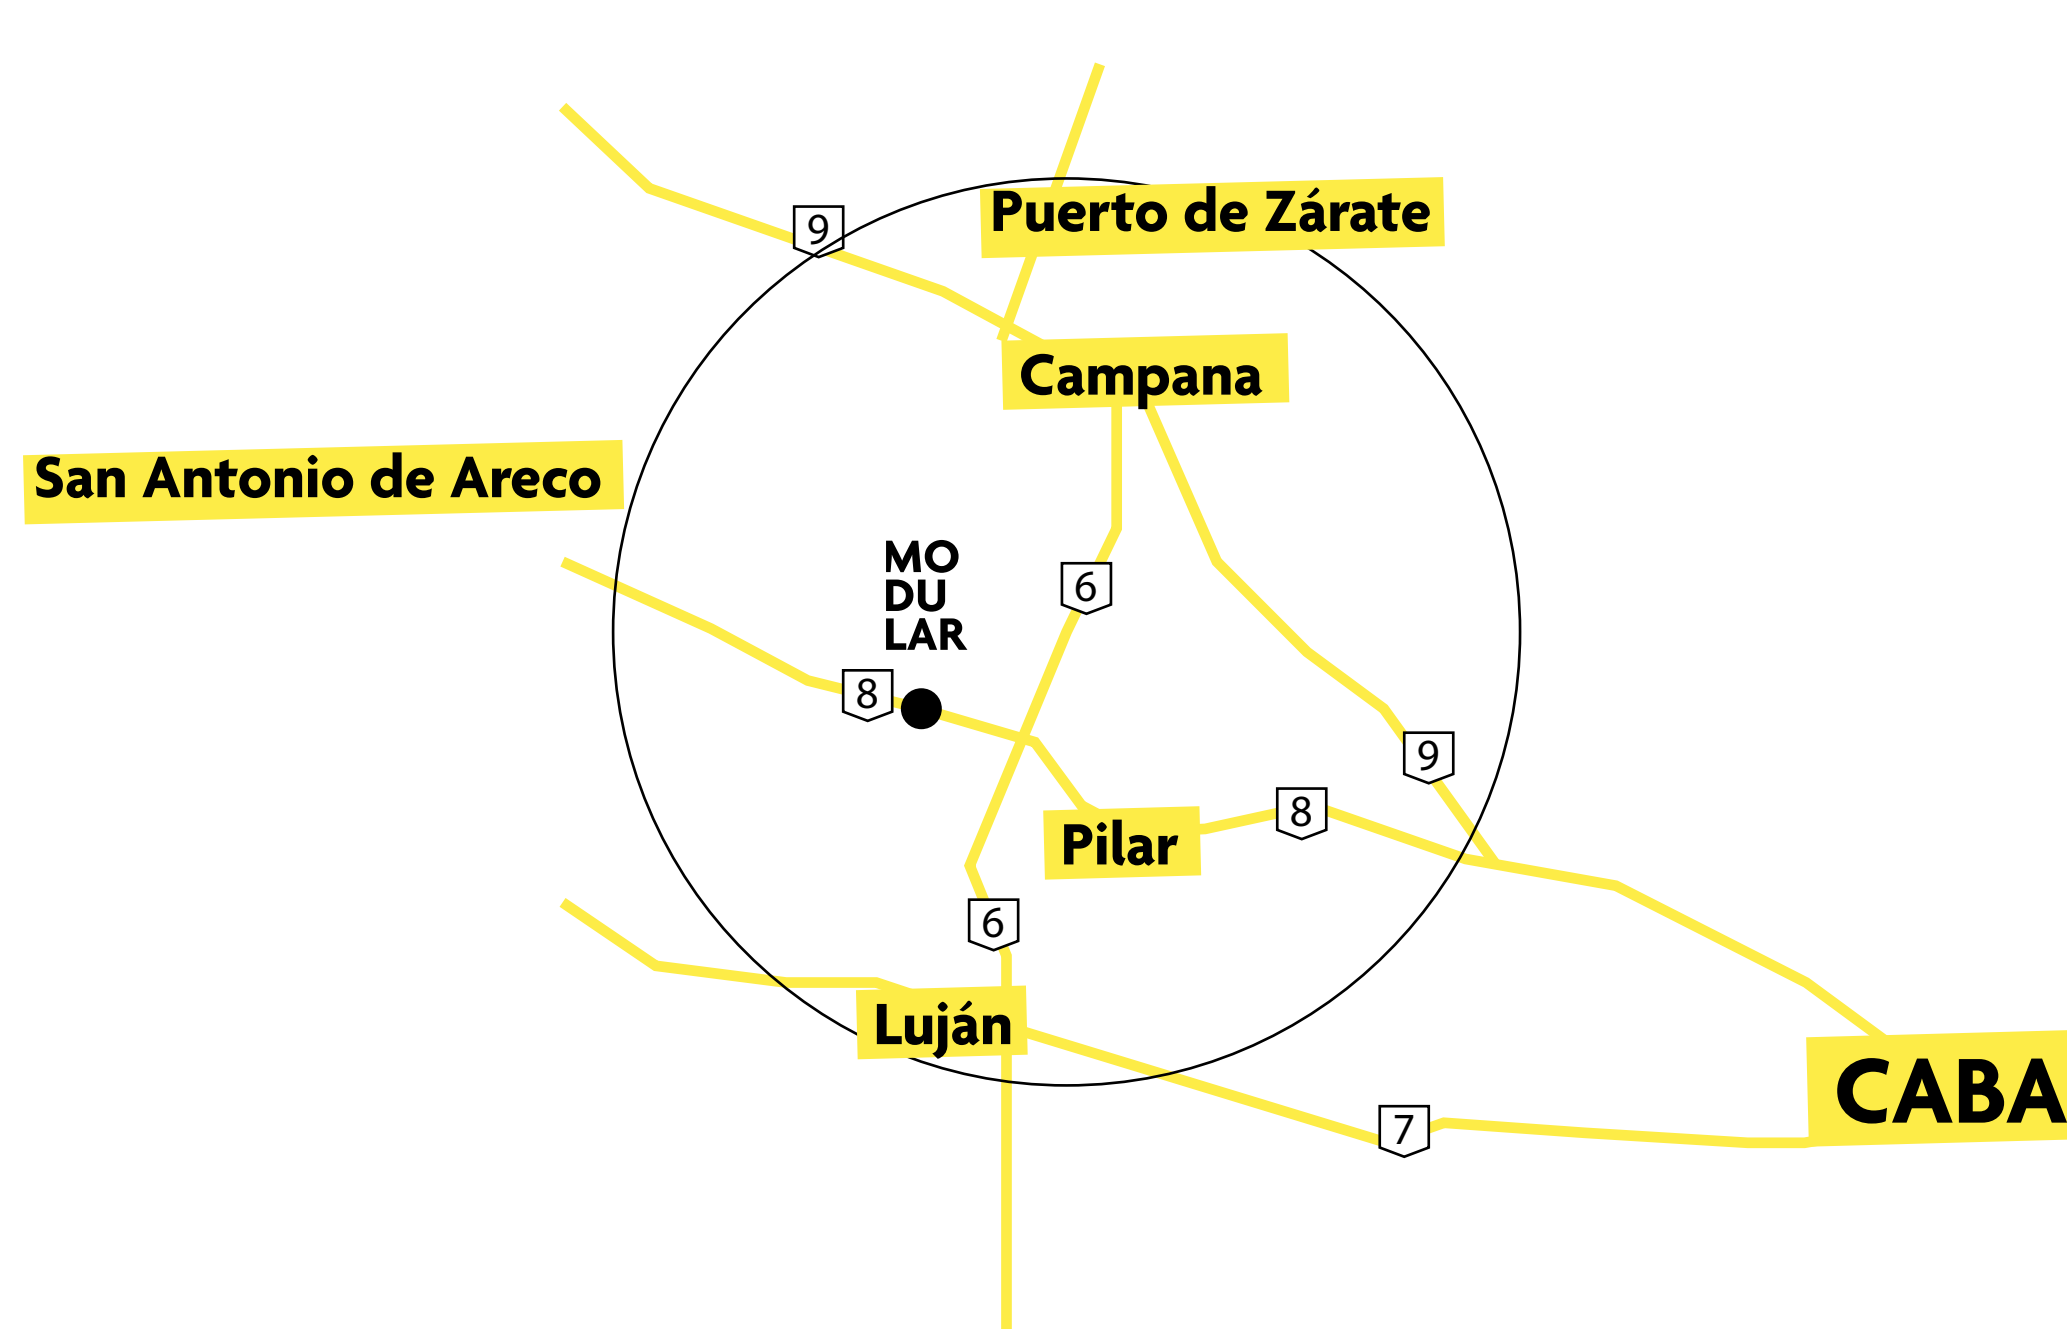 Puerto de Zárate
9
Campana
San Antonio de Areco
MO
DU
LAR
6
8
9
8
Pilar
6
Luján
CABA
7